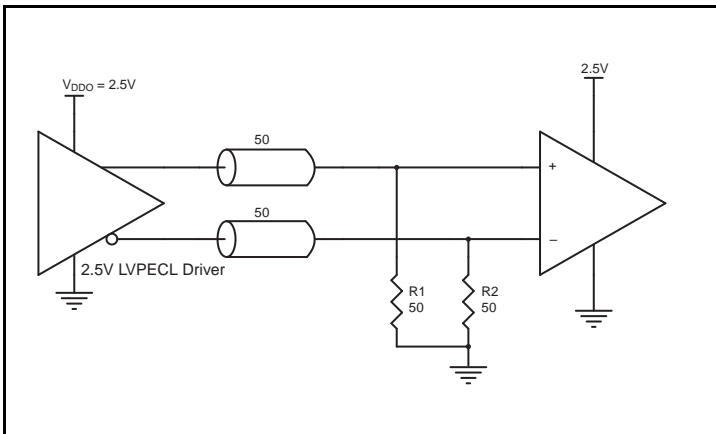 V_DDO = 2.5V
2.5V
50
+
50
–
2.5V LVPECL Driver
R1
50
R2
50